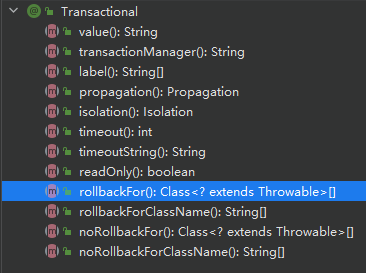 Transactional
value(): String
transactionManager(): String
label(): String[]
propagation(): Propagation
isolation(): Isolation
timeout(): int
timeoutString(): String
readOnly(): boolean
rollbackFor(): Class<? extends Throwable>[]
rollbackForClassName(): String[]
noRollbackFor(): Class<? extends Throwable>[]
noRollbackForClassName(): String[]